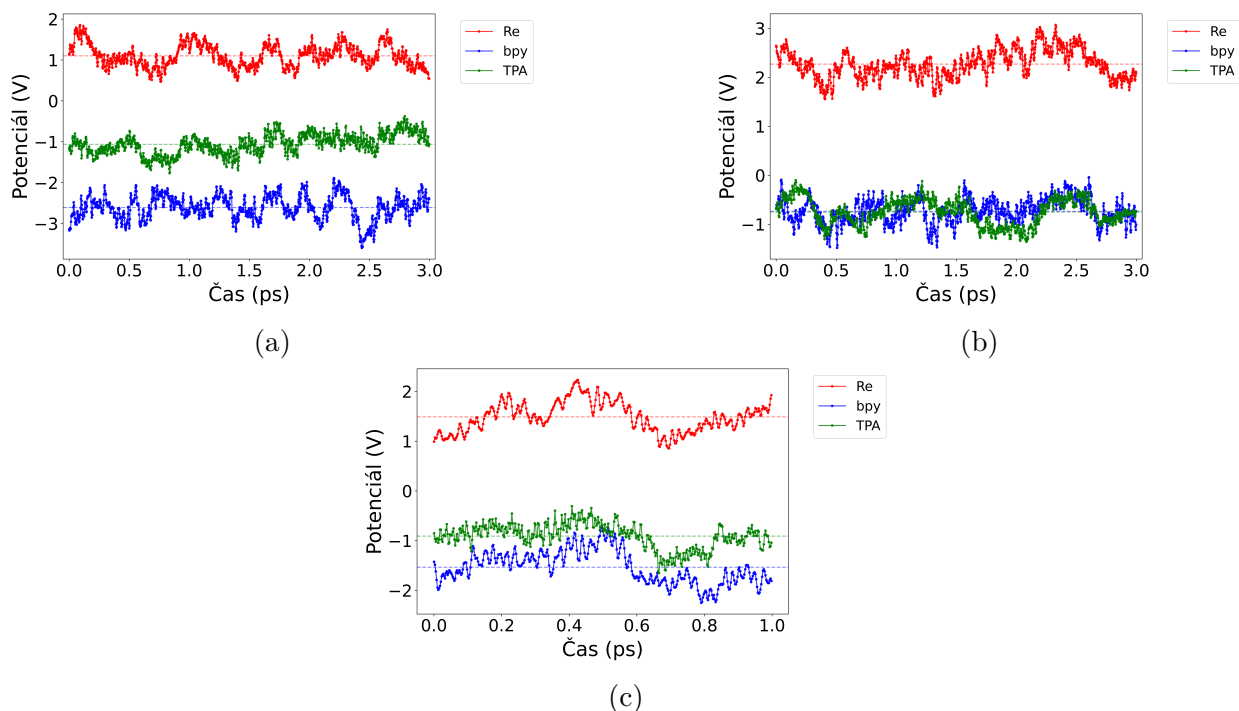 Potenciál (V)
2
1
0
−1
−2
−3
0.0 0.5 1.0 1.5 2.0 2.5 3.0
Čas (ps)
Re
bpy
TPA
(a)
Potenciál (V)
3
2
1
0
−1
0.0 0.5 1.0 1.5 2.0 2.5 3.0
Čas (ps)
Re
bpy
TPA
(b)
Potenciál (V)
2
1
0
−1
−2
0.0 0.2 0.4 0.6 0.8 1.0
Čas (ps)
Re
bpy
TPA
(c)